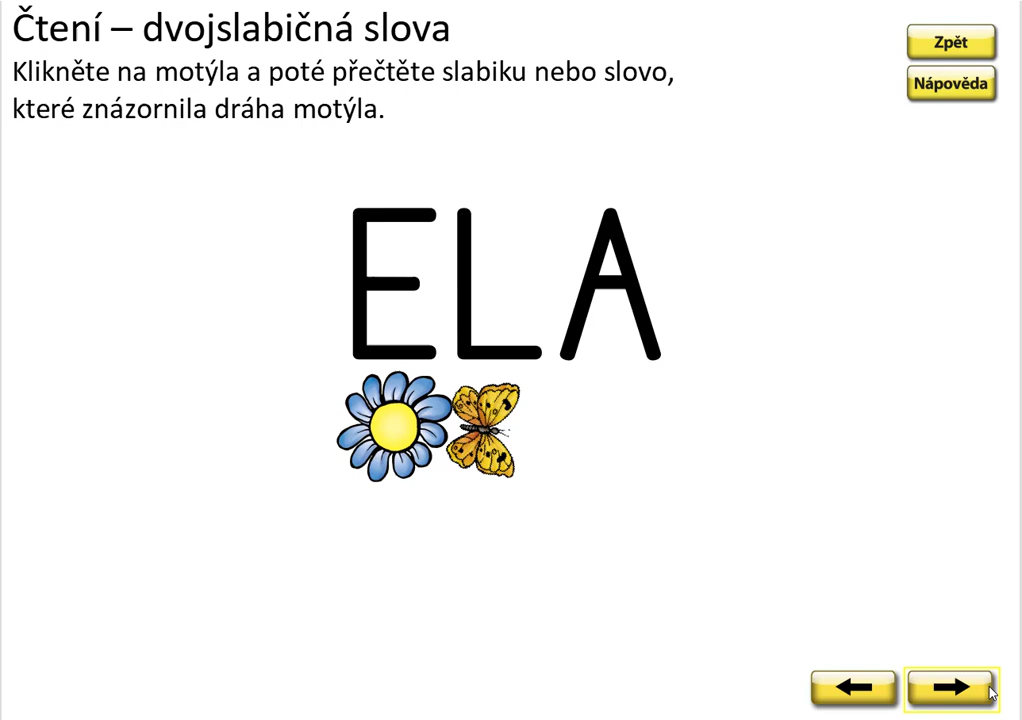 Čtení – dvojslabičná slova
Klikněte na motýla a poté přečtěte slabiku nebo slovo,
které znázornila dráha motýla.
Zpět
Nápověda
ELA